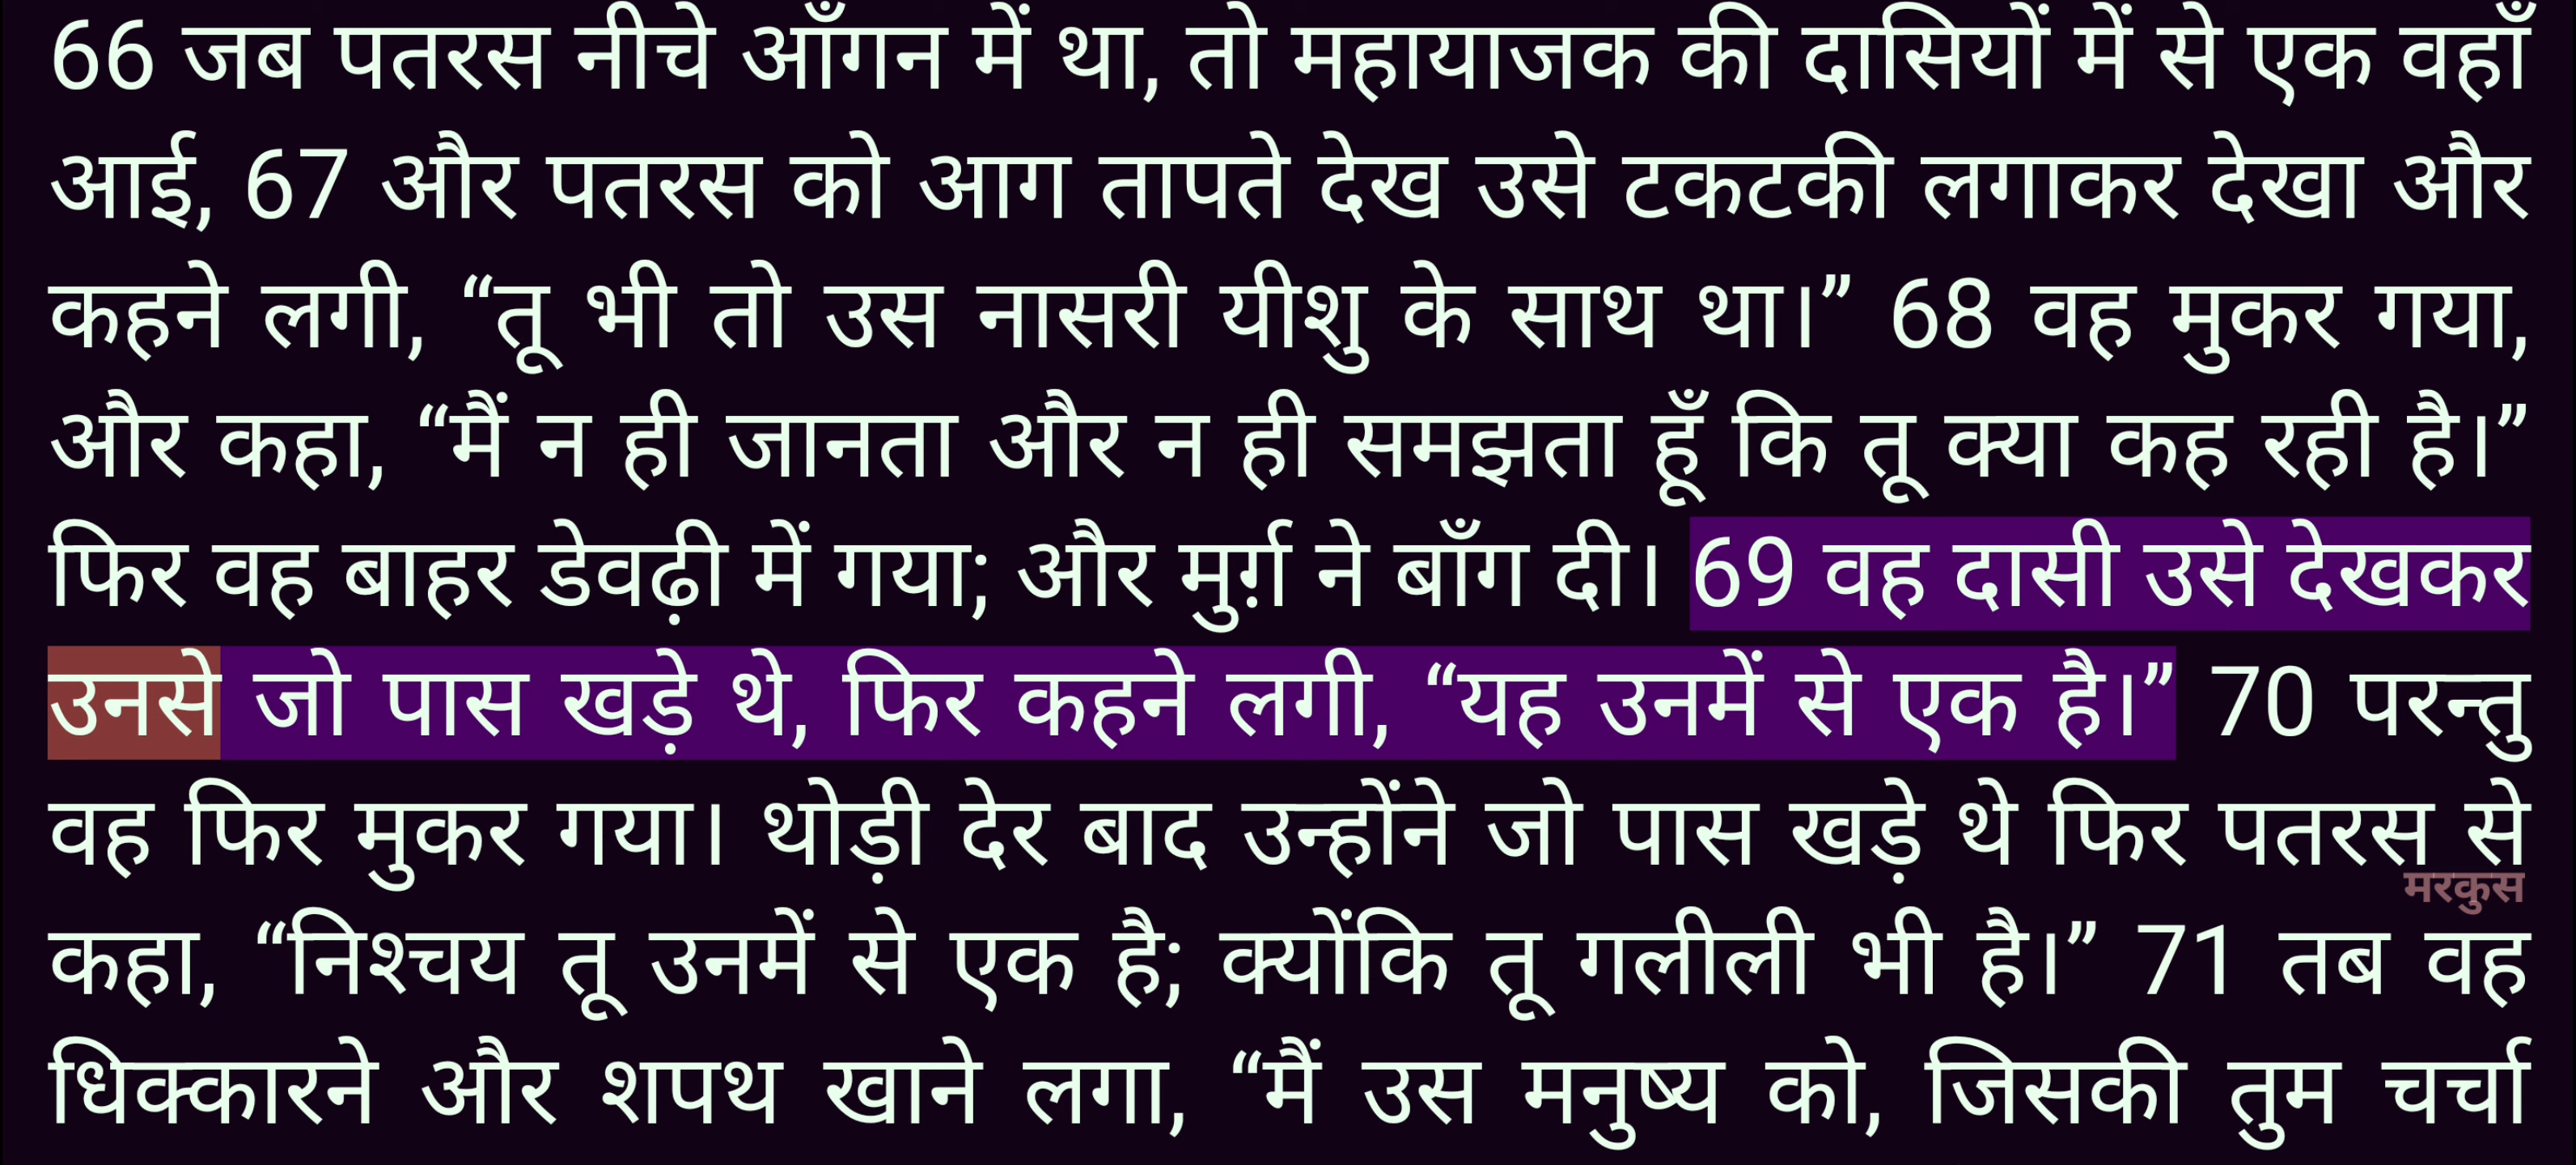 66 जब पतरस नीचे आँगन में था, तो महायाजक की दासियों में से एक वहाँ
आई, 67 और पतरस को आग तापते देख उसे टकटकी लगाकर देखा और
कहने लगी, “तू भी तो उस नासरी यीशु के साथ था।” 68 वह मुकर गया,
और कहा, “मैं न ही जानता और न ही समझता हूँ कि तू क्या कह रही है।”
फिर वह बाहर डेवढ़ी में गया; और मुर्ग़ ने बाँग दी। 69 वह दासी उसे देखकर
उनसे जो पास खड़े थे, फिर कहने लगी, “यह उनमें से एक है।” 70 परन्तु
वह फिर मुकर गया। थोड़ी देर बाद उन्होंने जो पास खड़े थे फिर पतरस से
मरकुस
कहा, “निश्चय तू उनमें से एक है; क्योंकि तू गलीली भी है।” 71 तब वह
धिक्कारने और शपथ खाने लगा, “मैं उस मनुष्य को, जिसकी तुम चर्चा